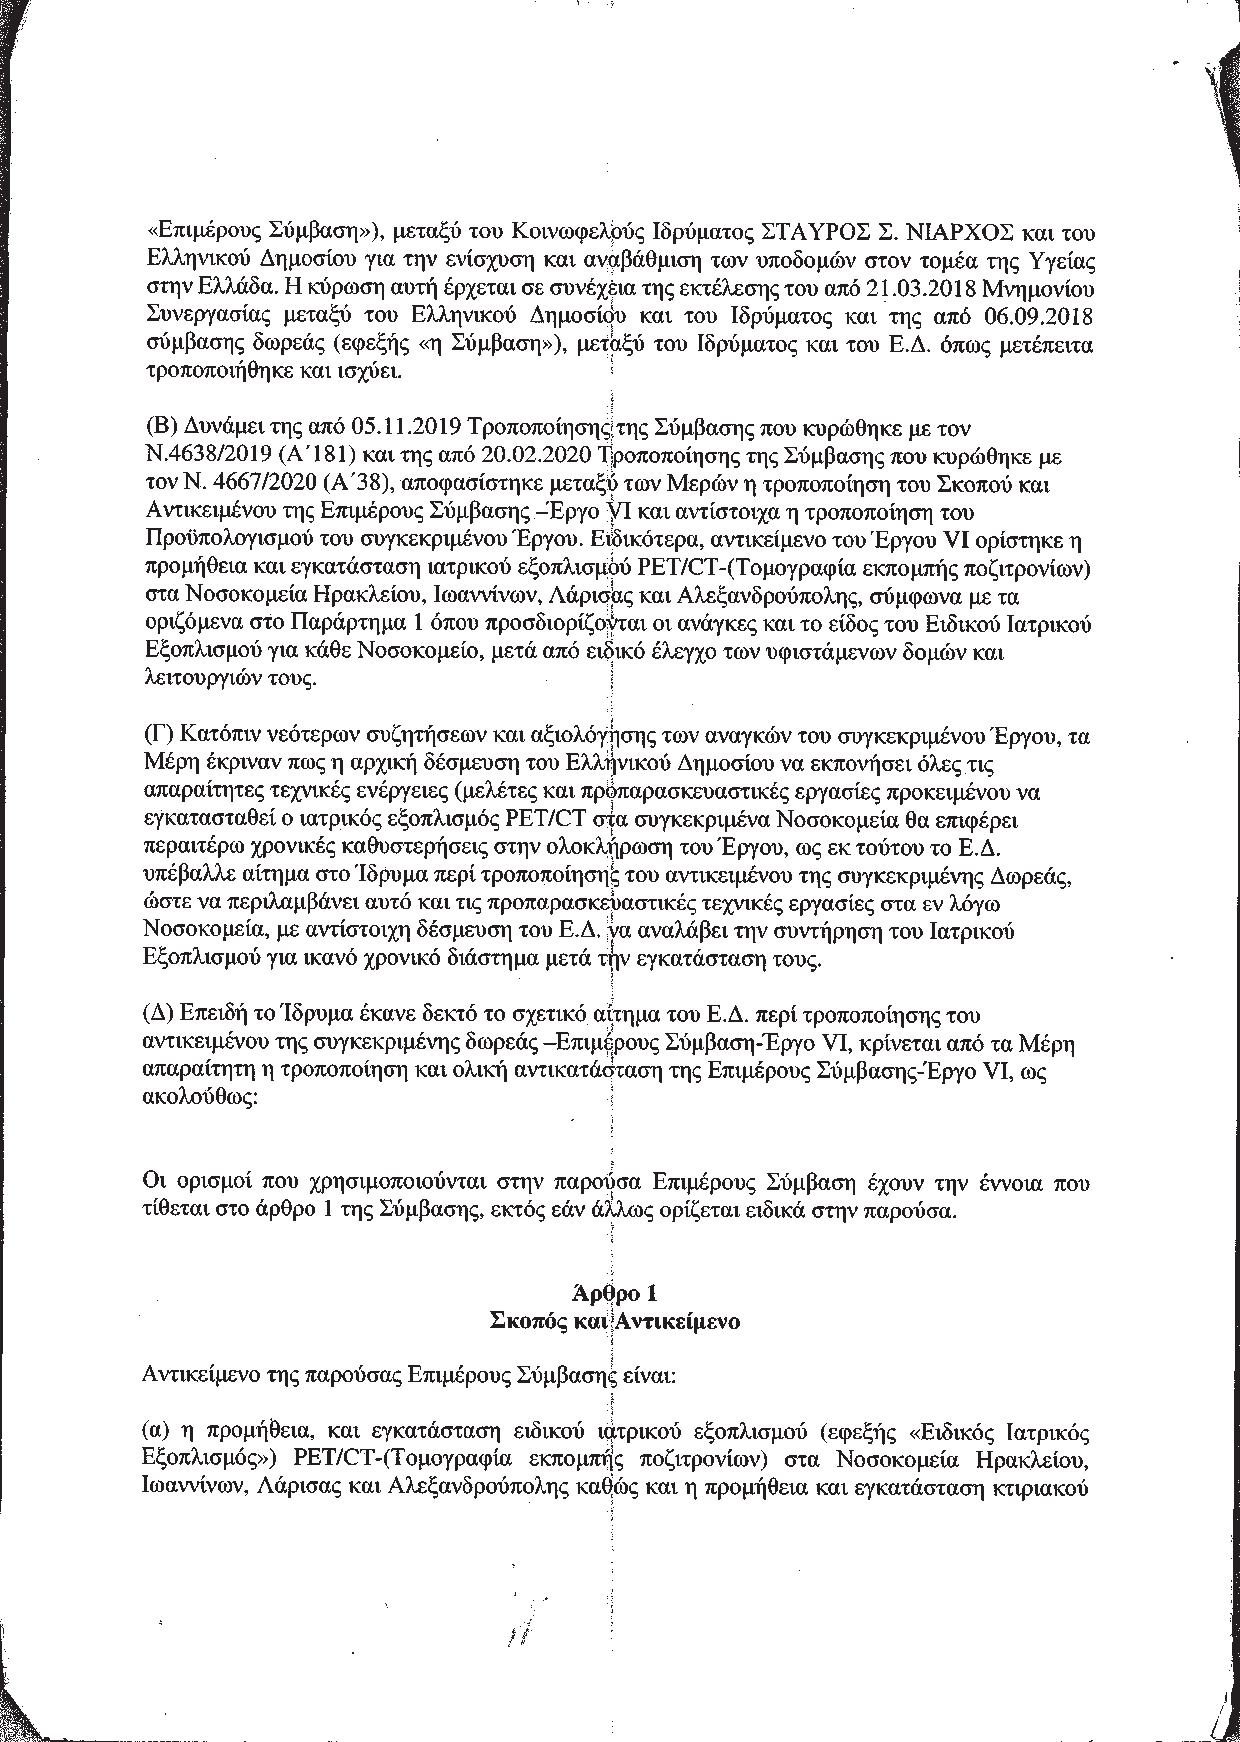 «Επιμέρους Σύμβαση»), μεταξύ του Κοινωφελούς Ιδρύματος ΣΤΑΥΡΟΣ Σ. ΝΙΑΡΧΟΣ και του
Ελληνικού Δημοσίου για την ενίσχυση και αναβάθμιση των υποδομών στον τομέα της Υγείας
στην Ελλάδα. Η κύρωση αυτή έρχεται σε συνέχεια της εκτέλεσης του από 21.03.2018 Μνημονίου
Συνεργασίας μεταξύ του Ελληνικού Δημοσίου και του Ιδρύματος και της από 06.09.2018
σύμβασης δωρεάς (εφεξής «η Σύμβαση»), μεταξύ του Ιδρύματος και του Ε.Δ. όπως μετέπειτα
τροποποιήθηκε και ισχύει.
(Β) Δυνάμει της από 05.11.2019 Τροποποίησης της Σύμβασης που κυρώθηκε με τον
Ν.4638/2019 (Α΄181) και της από 20.02.2020 Τροποποίησης της Σύμβασης που κυρώθηκε με
τον Ν. 4667/2020 (Α΄38), αποφασίστηκε μεταξύ των Μερών η τροποποίηση του Σκοπού και
Αντικειμένου της Επιμέρους Σύμβασης –Έργο VI και αντίστοιχα η τροποποίηση του
Προϋπολογισμού του συγκεκριμένου Έργου. Ειδικότερα, αντικείμενο του Έργου VI ορίστηκε η
προμήθεια και εγκατάσταση ιατρικού εξοπλισμού PET/CT-(Τομογραφία εκπομπής ποζιτρονίων)
στα Νοσοκομεία Ηρακλείου, Ιωαννίνων, Λάρισας και Αλεξανδρούπολης, σύμφωνα με τα
οριζόμενα στο Παράρτημα 1 όπου προσδιορίζονται οι ανάγκες και το είδος του Ειδικού Ιατρικού
Εξοπλισμού για κάθε Νοσοκομείο, μετά από ειδικό έλεγχο των υφιστάμενων δομών και
λειτουργιών τους.
(Γ) Κατόπιν νεότερων συζητήσεων και αξιολόγησης των αναγκών του συγκεκριμένου Έργου, τα
Μέρη έκριναν πως η αρχική δέσμευση του Ελληνικού Δημοσίου να εκπονήσει όλες τις
απαραίτητες τεχνικές ενέργειες (μελέτες και προπαρασκευαστικές εργασίες προκειμένου να
εγκατασταθεί ο ιατρικός εξοπλισμός PET/CT στα συγκεκριμένα Νοσοκομεία θα επιφέρει
περαιτέρω χρονικές καθυστερήσεις στην ολοκλήρωση του Έργου, ως εκ τούτου το Ε.Δ.
υπέβαλλε αίτημα στο Ίδρυμα περί τροποποίησης του αντικειμένου της συγκεκριμένης Δωρεάς,
ώστε να περιλαμβάνει αυτό και τις προπαρασκευαστικές τεχνικές εργασίες στα εν λόγω
Νοσοκομεία, με αντίστοιχη δέσμευση του Ε.Δ. να αναλάβει την συντήρηση του Ιατρικού
Εξοπλισμού για ικανό χρονικό διάστημα μετά την εγκατάσταση τους.
(Δ) Επειδή το Ίδρυμα έκανε δεκτό το σχετικό αίτημα του Ε.Δ. περί τροποποίησης του
αντικειμένου της συγκεκριμένης δωρεάς –Επιμέρους Σύμβαση-Έργο VI, κρίνεται από τα Μέρη
απαραίτητη η τροποποίηση και ολική αντικατάσταση της Επιμέρους Σύμβασης-Έργο VI, ως
ακολούθως:
Οι ορισμοί που χρησιμοποιούνται στην παρούσα Επιμέρους Σύμβαση έχουν την έννοια που
τίθεται στο άρθρο 1 της Σύμβασης, εκτός εάν άλλως ορίζεται ειδικά στην παρούσα.
Άρθρο 1
Σκοπός και Αντικείμενο
Αντικείμενο της παρούσας Επιμέρους Σύμβασης είναι:
(α) η προμήθεια, και εγκατάσταση ειδικού ιατρικού εξοπλισμού (εφεξής «Ειδικός Ιατρικός
Εξοπλισμός») PET/CT-(Τομογραφία εκπομπής ποζιτρονίων) στα Νοσοκομεία Ηρακλείου,
Ιωαννίνων, Λάρισας και Αλεξανδρούπολης καθώς και η προμήθεια και εγκατάσταση κτιριακού